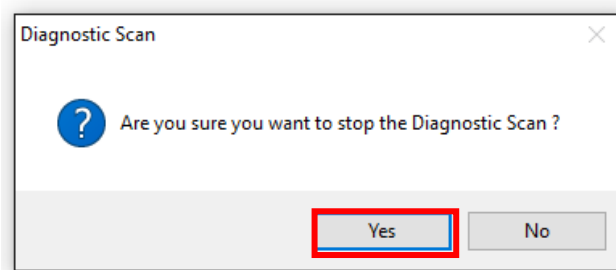 Diagnostic Scan
Are you sure you want to stop the Diagnostic Scan ?
Yes
No